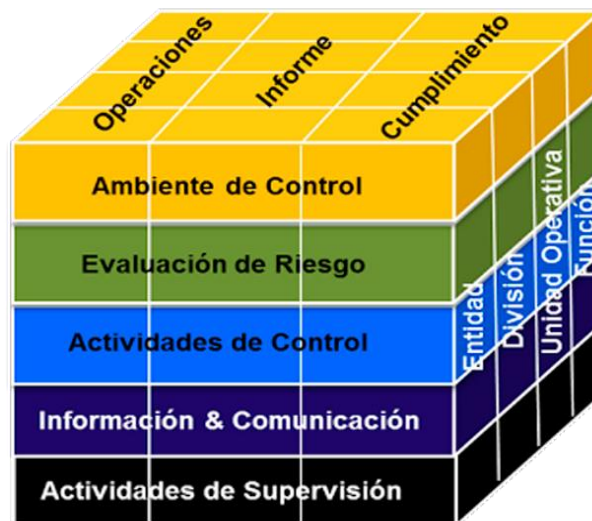 Operaciones
Informe
Cumplimiento
Ambiente de Control
Evaluación de Riesgo
Actividades de Control
Información & Comunicación
Actividades de Supervisión
Entidad
División
Unidad Operativa
Función